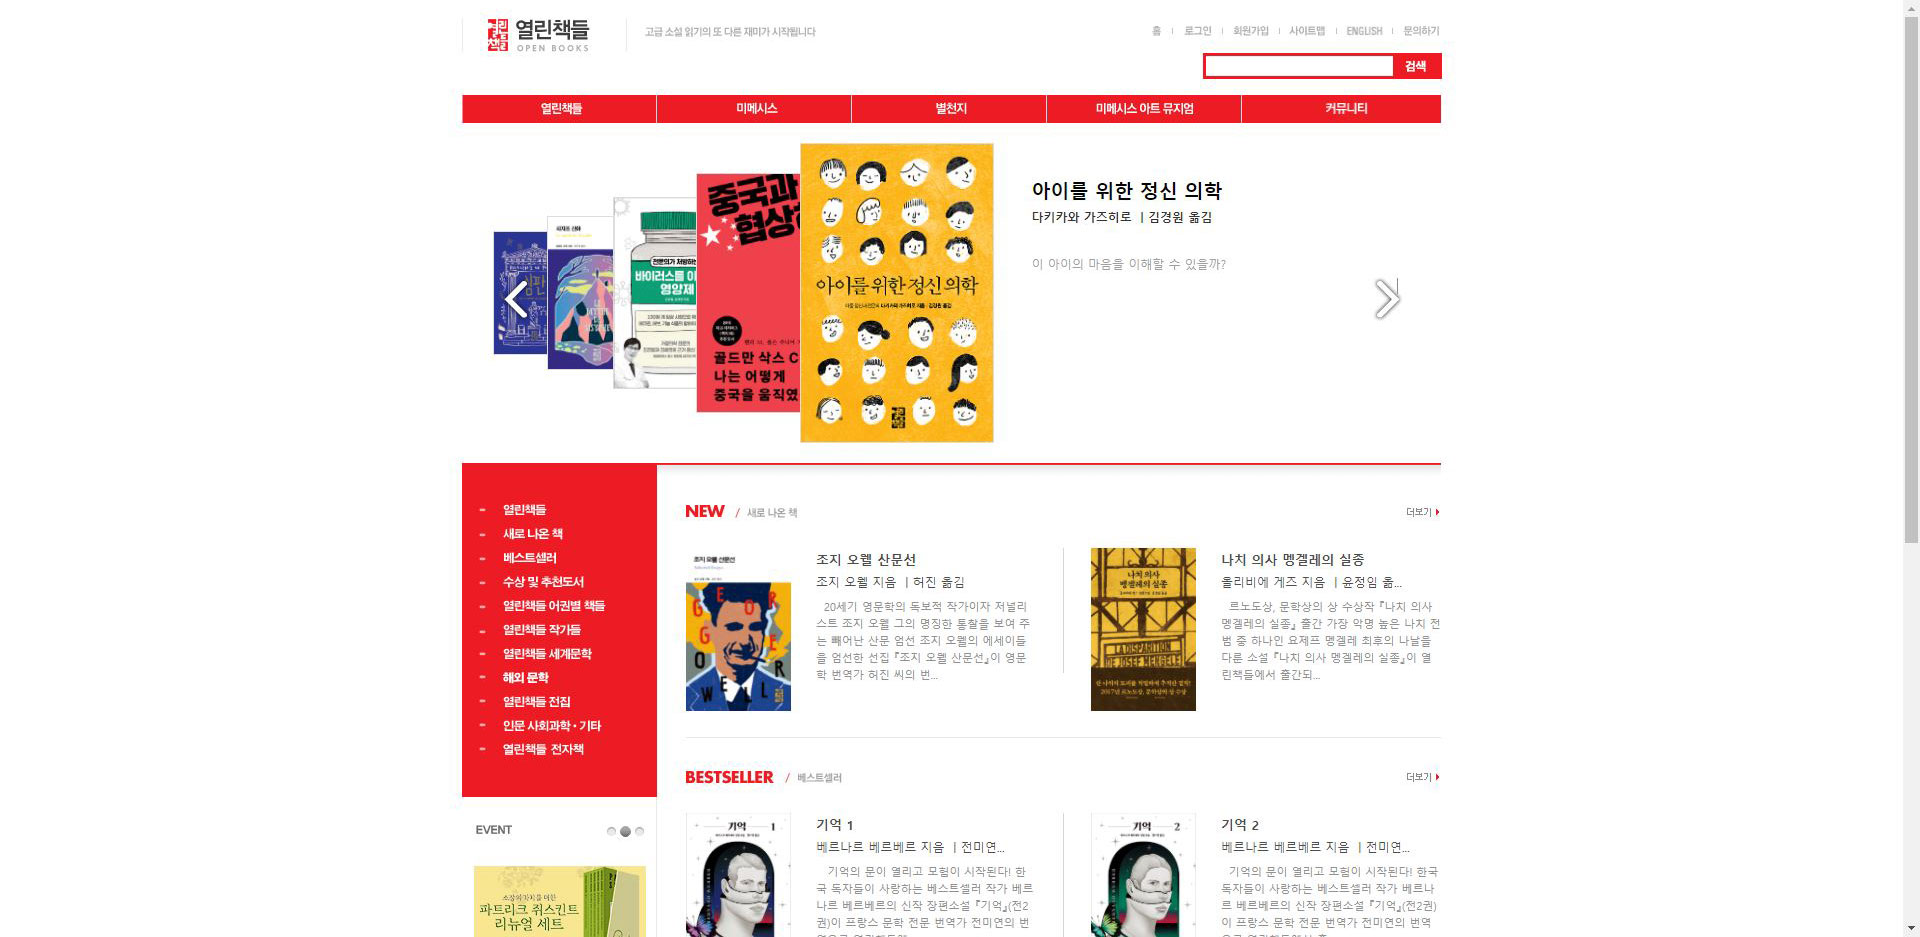 열린책들
OPEN BOOKS
고급 소설 읽기의 또 다른 재미가 시작됩니다
홈 로그인 회원가입 사이트맵 ENGLISH 문의하기
검색
열린책들 미메시스 별천지 미메시스 아트 뮤지엄 커뮤니티
중국과
협상
바이러스를 이
영양제
골드만 삭스 C
나는 어떻게
중국을 움직였
아이를 위한 정신 의학
아이를 위한 정신 의학
다키카와 가즈히로 | 김경원 옮김
이 아이의 마음을 이해할 수 있을까?
열린책들
새로 나온 책
베스트셀러
수상 및 추천도서
열린책들 어권별 책들
열린책들 작가들
열린책들 세계문학
해외 문학
열린책들 전집
인문 사회과학 • 기타
열린책들 전자책
EVENT
파트리크 쥐스킨트
리뉴얼 세트
NEW / 새로 나온 책
더보기
조지 오웰 산문선
GEORGE
ORWELL
조지 오웰 산문선
조지 오웰 지음 | 허진 옮김
20세기 영문학의 독보적 작가이자 저널리
스트 조지 오웰 그의 명징한 통찰을 보여 주
는 빼어난 산문 엄선 조지 오웰의 에세이들
을 엄선한 선집 『조지 오웰 산문선』이 영문
학 번역가 허진 씨의 번...
나치 의사
멩겔레의 실종
LA DISPARITION
DE JOSEF MENGELE
나치 의사 멩겔레의 실종
올리비에 게즈 지음 | 윤정임 옮...
르노도상, 문학상의 상 수상작 『나치 의사
멩겔레의 실종』 출간 가장 악명 높은 나치 전
범 중 하나인 요제프 멩겔레 최후의 나날을
다룬 소설 『나치 의사 멩겔레의 실종』이 열
린책들에서 출간되...
BESTSELLER / 베스트셀러
더보기
기억 1
기억 1
베르나르 베르베르 지음 | 전미연...
기억의 문이 열리고 모험이 시작된다! 한
국 독자들이 사랑하는 베스트셀러 작가 베르
나르 베르베르의 신작 장편소설 『기억』(전2
권)이 프랑스 문학 전문 번역가 전미연의 번
기억 2
기억 2
베르나르 베르베르 지음 | 전미연...
기억의 문이 열리고 모험이 시작된다! 한국
독자들이 사랑하는 베스트셀러 작가 베르나
르 베르베르의 신작 장편소설 『기억』(전2권)
이 프랑스 문학 전문 번역가 전미연의 번역